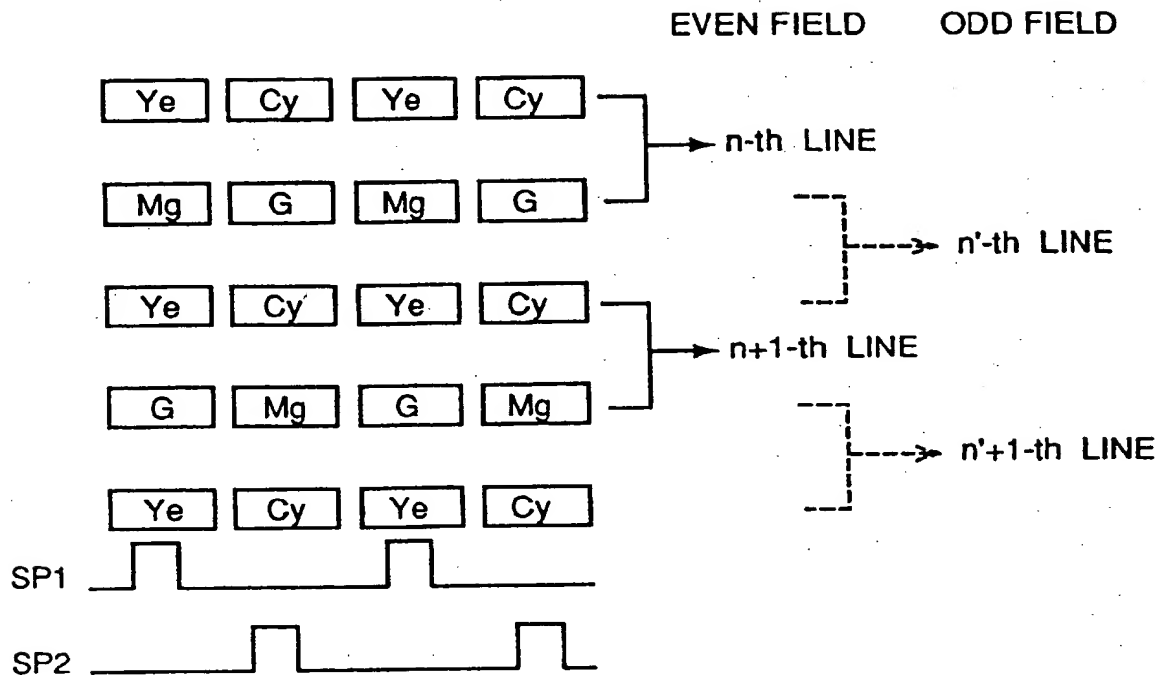 EVEN FIELD ODD FIELD
Ye Cy Ye Cy
n-th LINE
Mg G Mg G
n'-th LINE
Ye Cy Ye Cy
n+1-th LINE
G Mg G Mg
n'+1-th LINE
Ye Cy Ye Cy
SP1
SP2